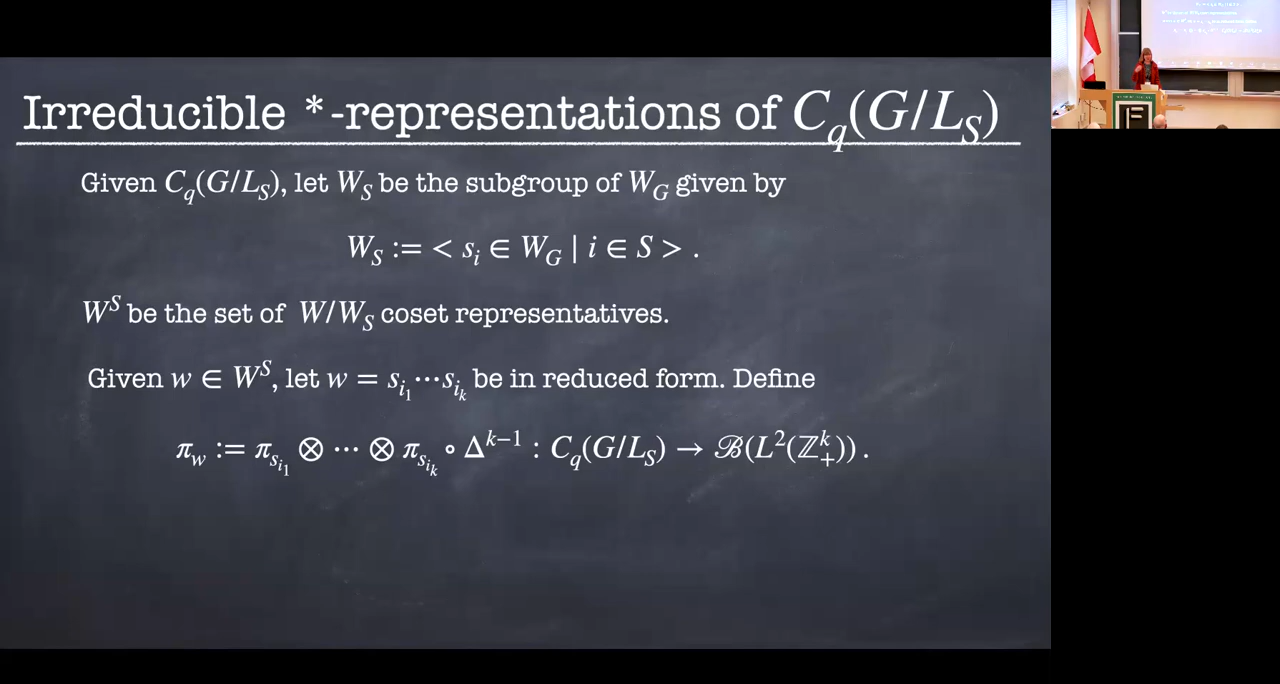 Irreducible *-representations of C_q(G/L_S)
Given C_q(G/L_S), let W_S be the subgroup of W_G given by
W_S := < s_i ∈ W_G | i ∈ S > .
W^S be the set of W/W_S coset representatives.
Given w ∈ W^S, let w = s_{i_1} ⋯ s_{i_k} be in reduced form. Define
π_w := π_{s_{i_1}} ⊗ ⋯ ⊗ π_{s_{i_k}} ∘ Δ^{k−1} : C_q(G/L_S) → ℬ(L^2(ℤ_+^k)) .